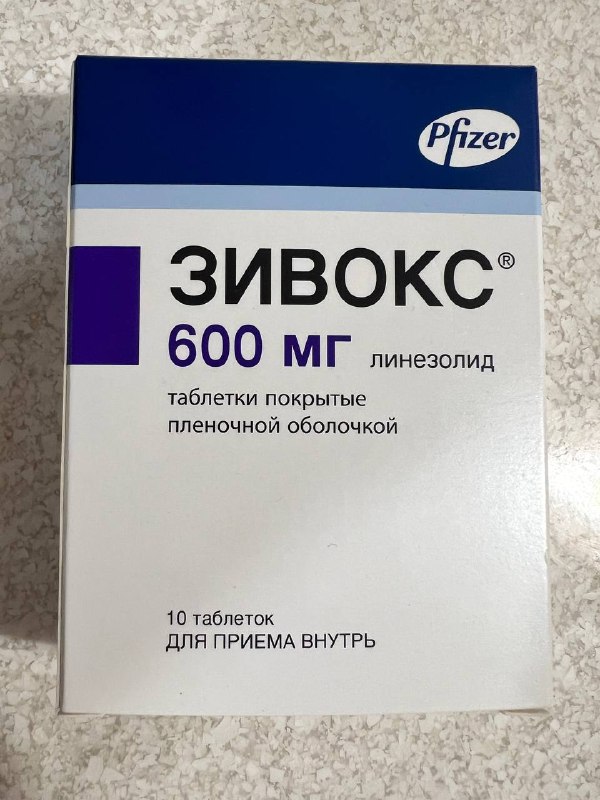 Pfizer
ЗИВОКС®
600 мг линезолид
таблетки покрытые
пленочной оболочкой
10 таблеток
ДЛЯ ПРИЕМА ВНУТРЬ